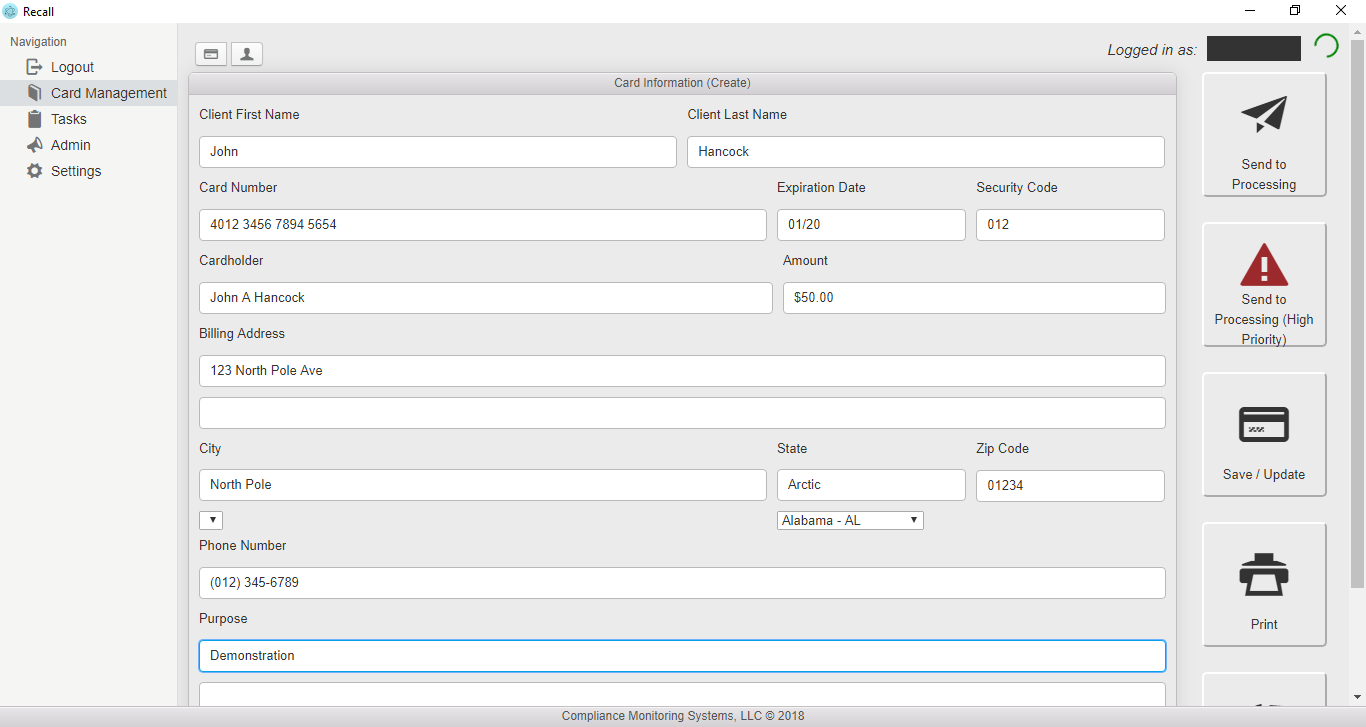 Recall
Navigation
Logout
Card Management
Tasks
Admin
Settings
Logged in as:
Card Information (Create)
Client First Name
Client Last Name
John
Hancock
Card Number
Expiration Date
Security Code
4012 3456 7894 5654
01/20
012
Cardholder
Amount
John A Hancock
$50.00
Billing Address
123 North Pole Ave
City
State
Zip Code
North Pole
Arctic
01234
Alabama - AL
Phone Number
(012) 345-6789
Purpose
Demonstration
Send to
Processing
Send to
Processing (High
Priority)
Save / Update
Print
Compliance Monitoring Systems, LLC © 2018